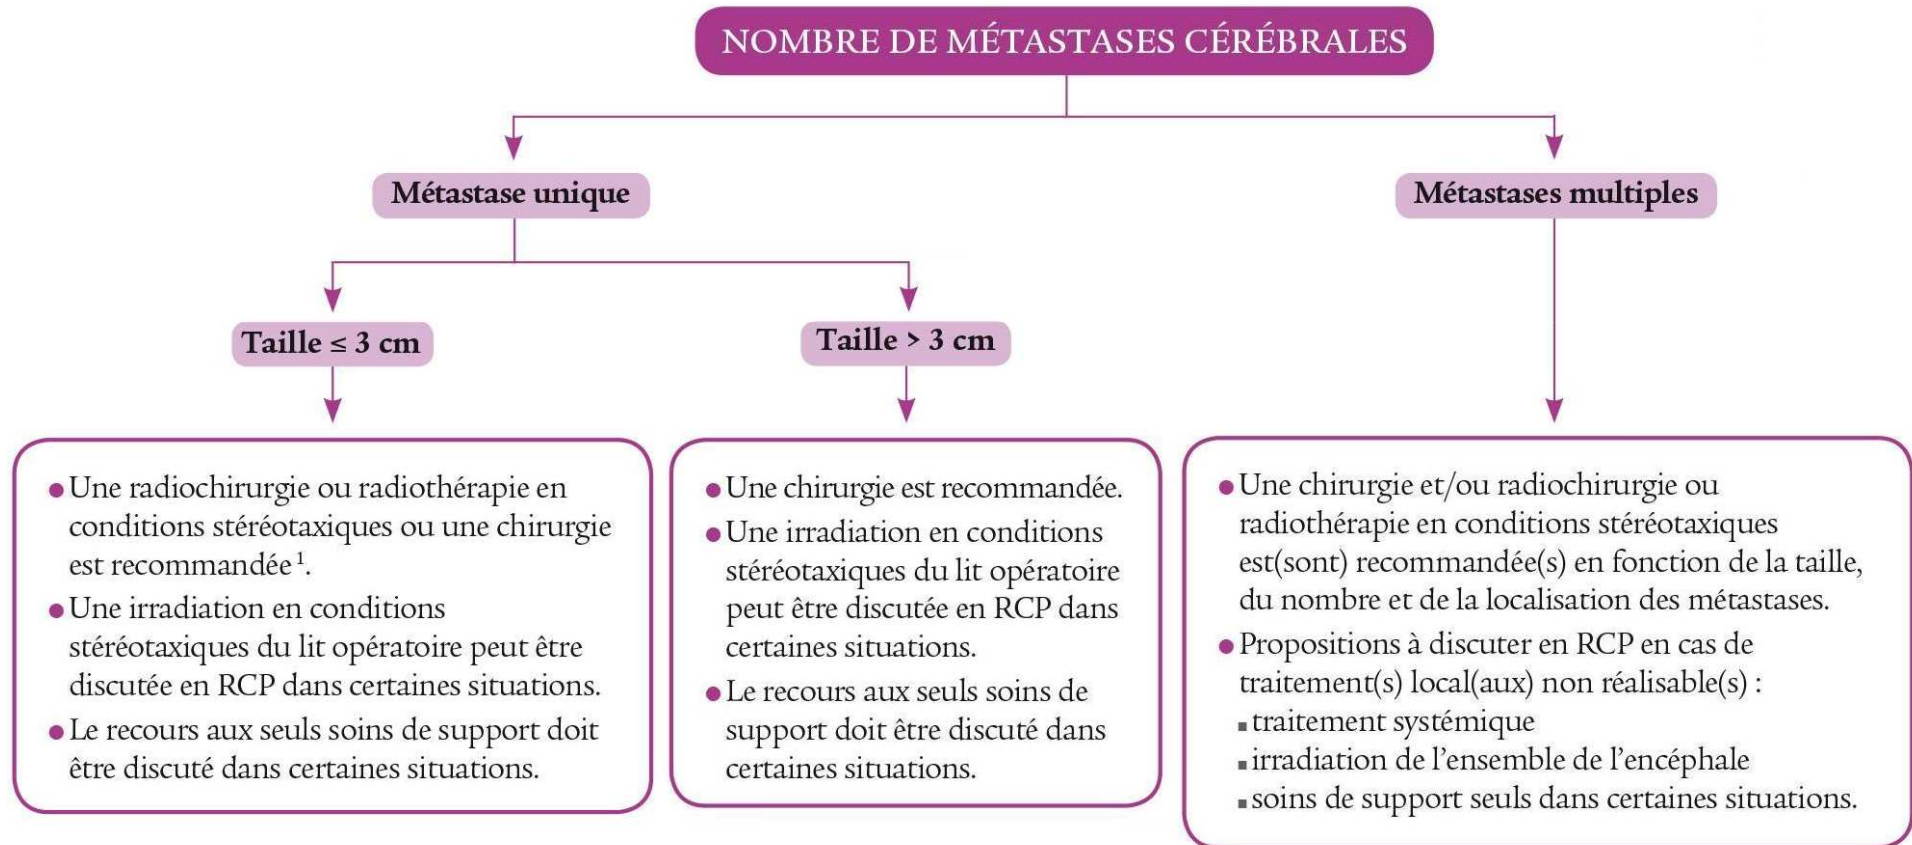 NOMBRE DE MÉTASTASES CÉRÉBRALES
Métastase unique
Métastases multiples
Taille ≤ 3 cm
Taille > 3 cm
● Une radiochirurgie ou radiothérapie en
conditions stéréotaxiques ou une chirurgie
est recommandée¹.
● Une irradiation en conditions
stéréotaxiques du lit opératoire peut être
discutée en RCP dans certaines situations.
● Le recours aux seuls soins de support doit
être discuté dans certaines situations.
● Une chirurgie est recommandée.
● Une irradiation en conditions
stéréotaxiques du lit opératoire
peut être discutée en RCP dans
certaines situations.
● Le recours aux seuls soins de
support doit être discuté dans
certaines situations.
● Une chirurgie et/ou radiochirurgie ou
radiothérapie en conditions stéréotaxiques
est(sont) recommandée(s) en fonction de la taille,
du nombre et de la localisation des métastases.
● Propositions à discuter en RCP en cas de
traitement(s) local(aux) non réalisable(s) :
▪ traitement systémique
▪ irradiation de l’ensemble de l’encéphale
▪ soins de support seuls dans certaines situations.